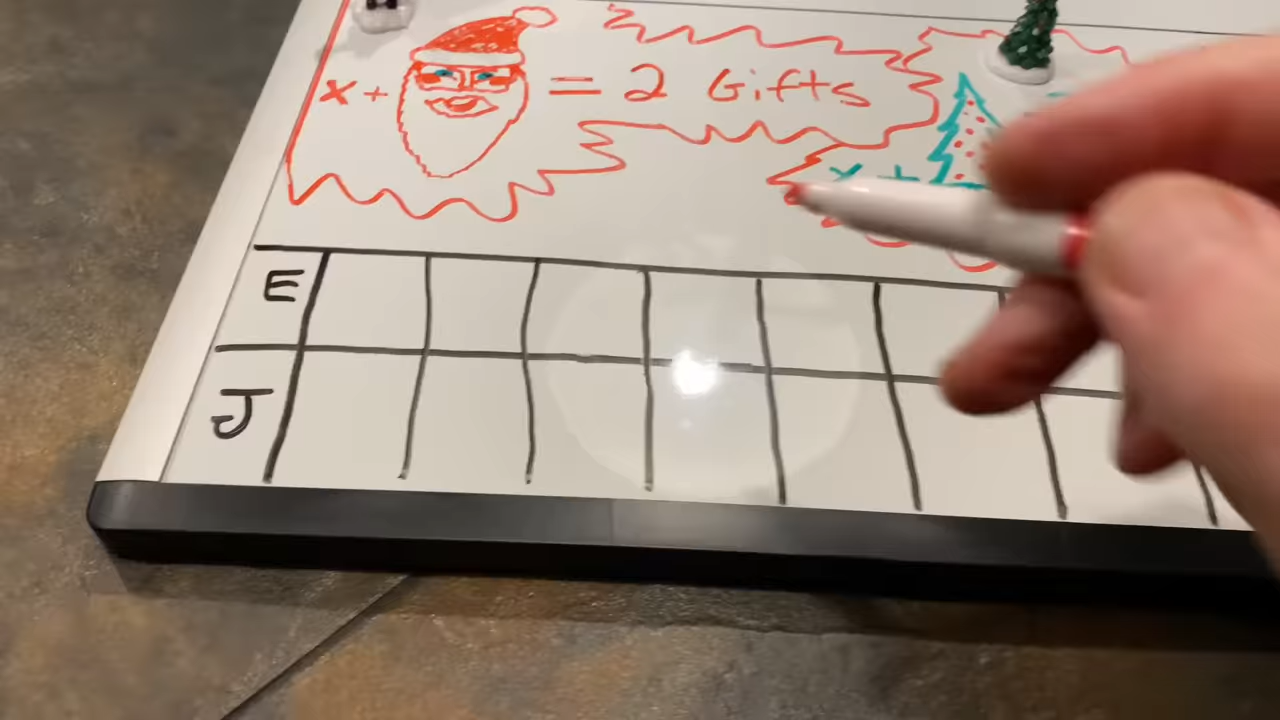 x + = 2 Gifts
x +
E
J